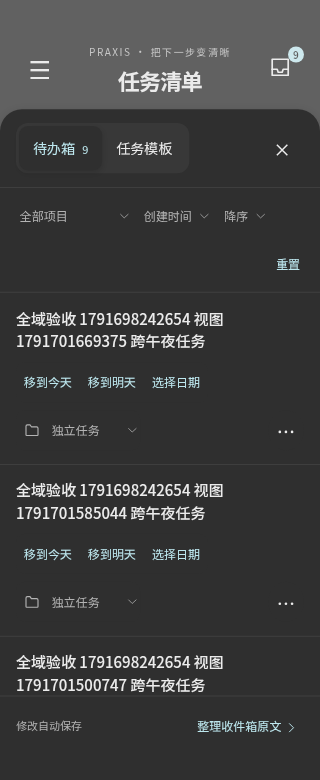 PRAXIS · 把下一步变清晰
任务清单
9
待办箱 9
任务模板
全部项目
创建时间
降序
重置
全域验收 1791698242654 视图
1791701669375 跨午夜任务
移到今天 移到明天 选择日期
独立任务
全域验收 1791698242654 视图
1791701585044 跨午夜任务
移到今天 移到明天 选择日期
独立任务
全域验收 1791698242654 视图
1791701500747 跨午夜任务
修改自动保存
整理收件箱原文